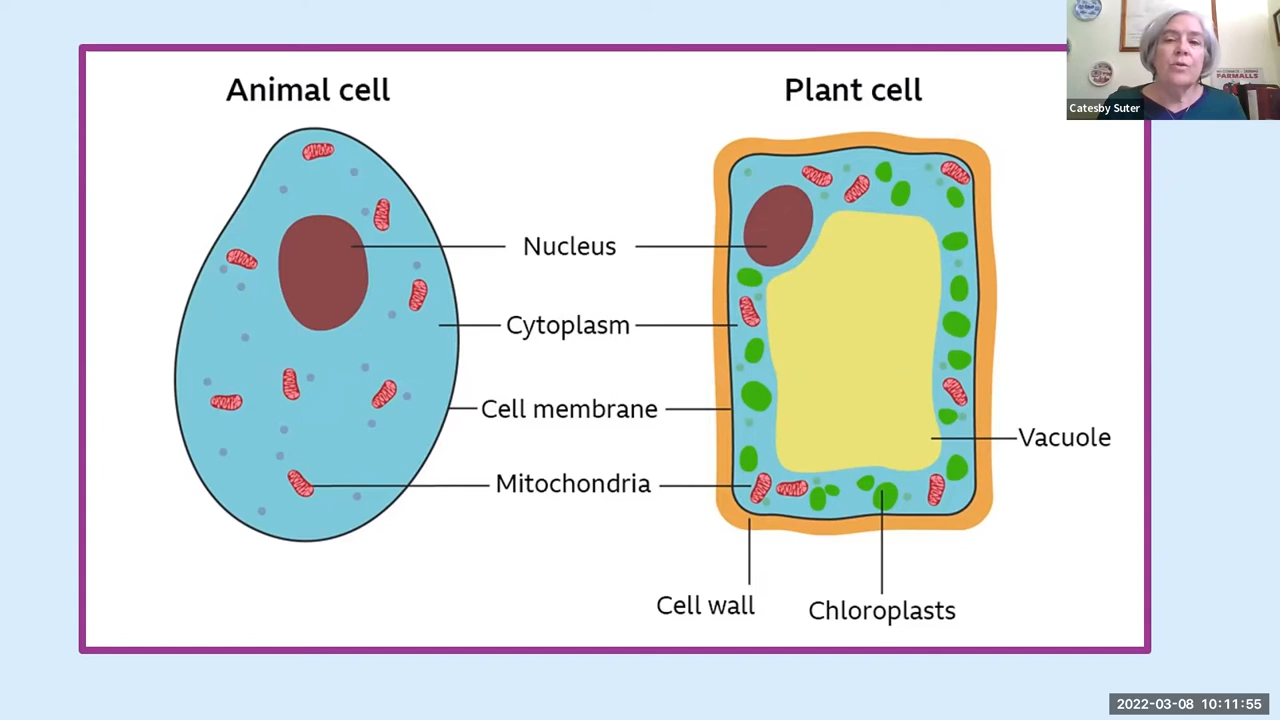 Animal cell
Plant cell
Catesby Suter
FARMALLS
Nucleus
Cytoplasm
Cell membrane
Vacuole
Mitochondria
Cell wall
Chloroplasts
2022-03-08 10:11:55